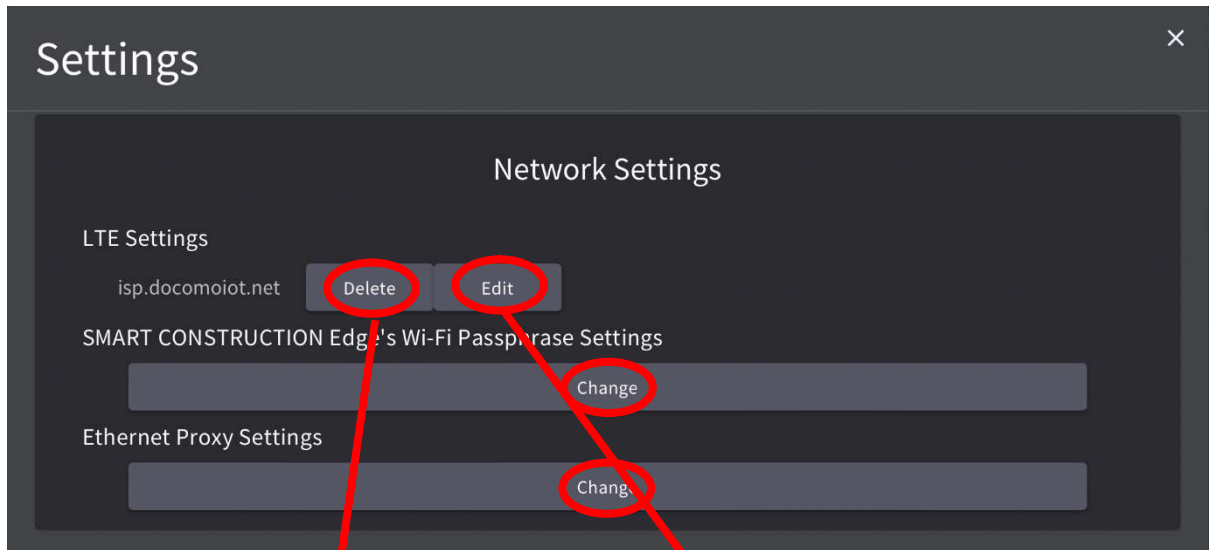 Settings
×
Network Settings
LTE Settings
isp.docomoiot.net Delete Edit
SMART CONSTRUCTION Edge's Wi-Fi Passphrase Settings
Change
Ethernet Proxy Settings
Change